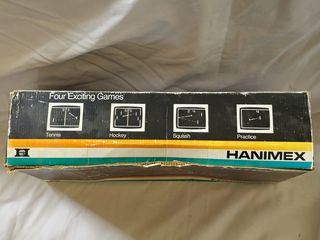 Four Exciting Games
Tennis
Hockey
Squash
Practice
H
HANIMEX